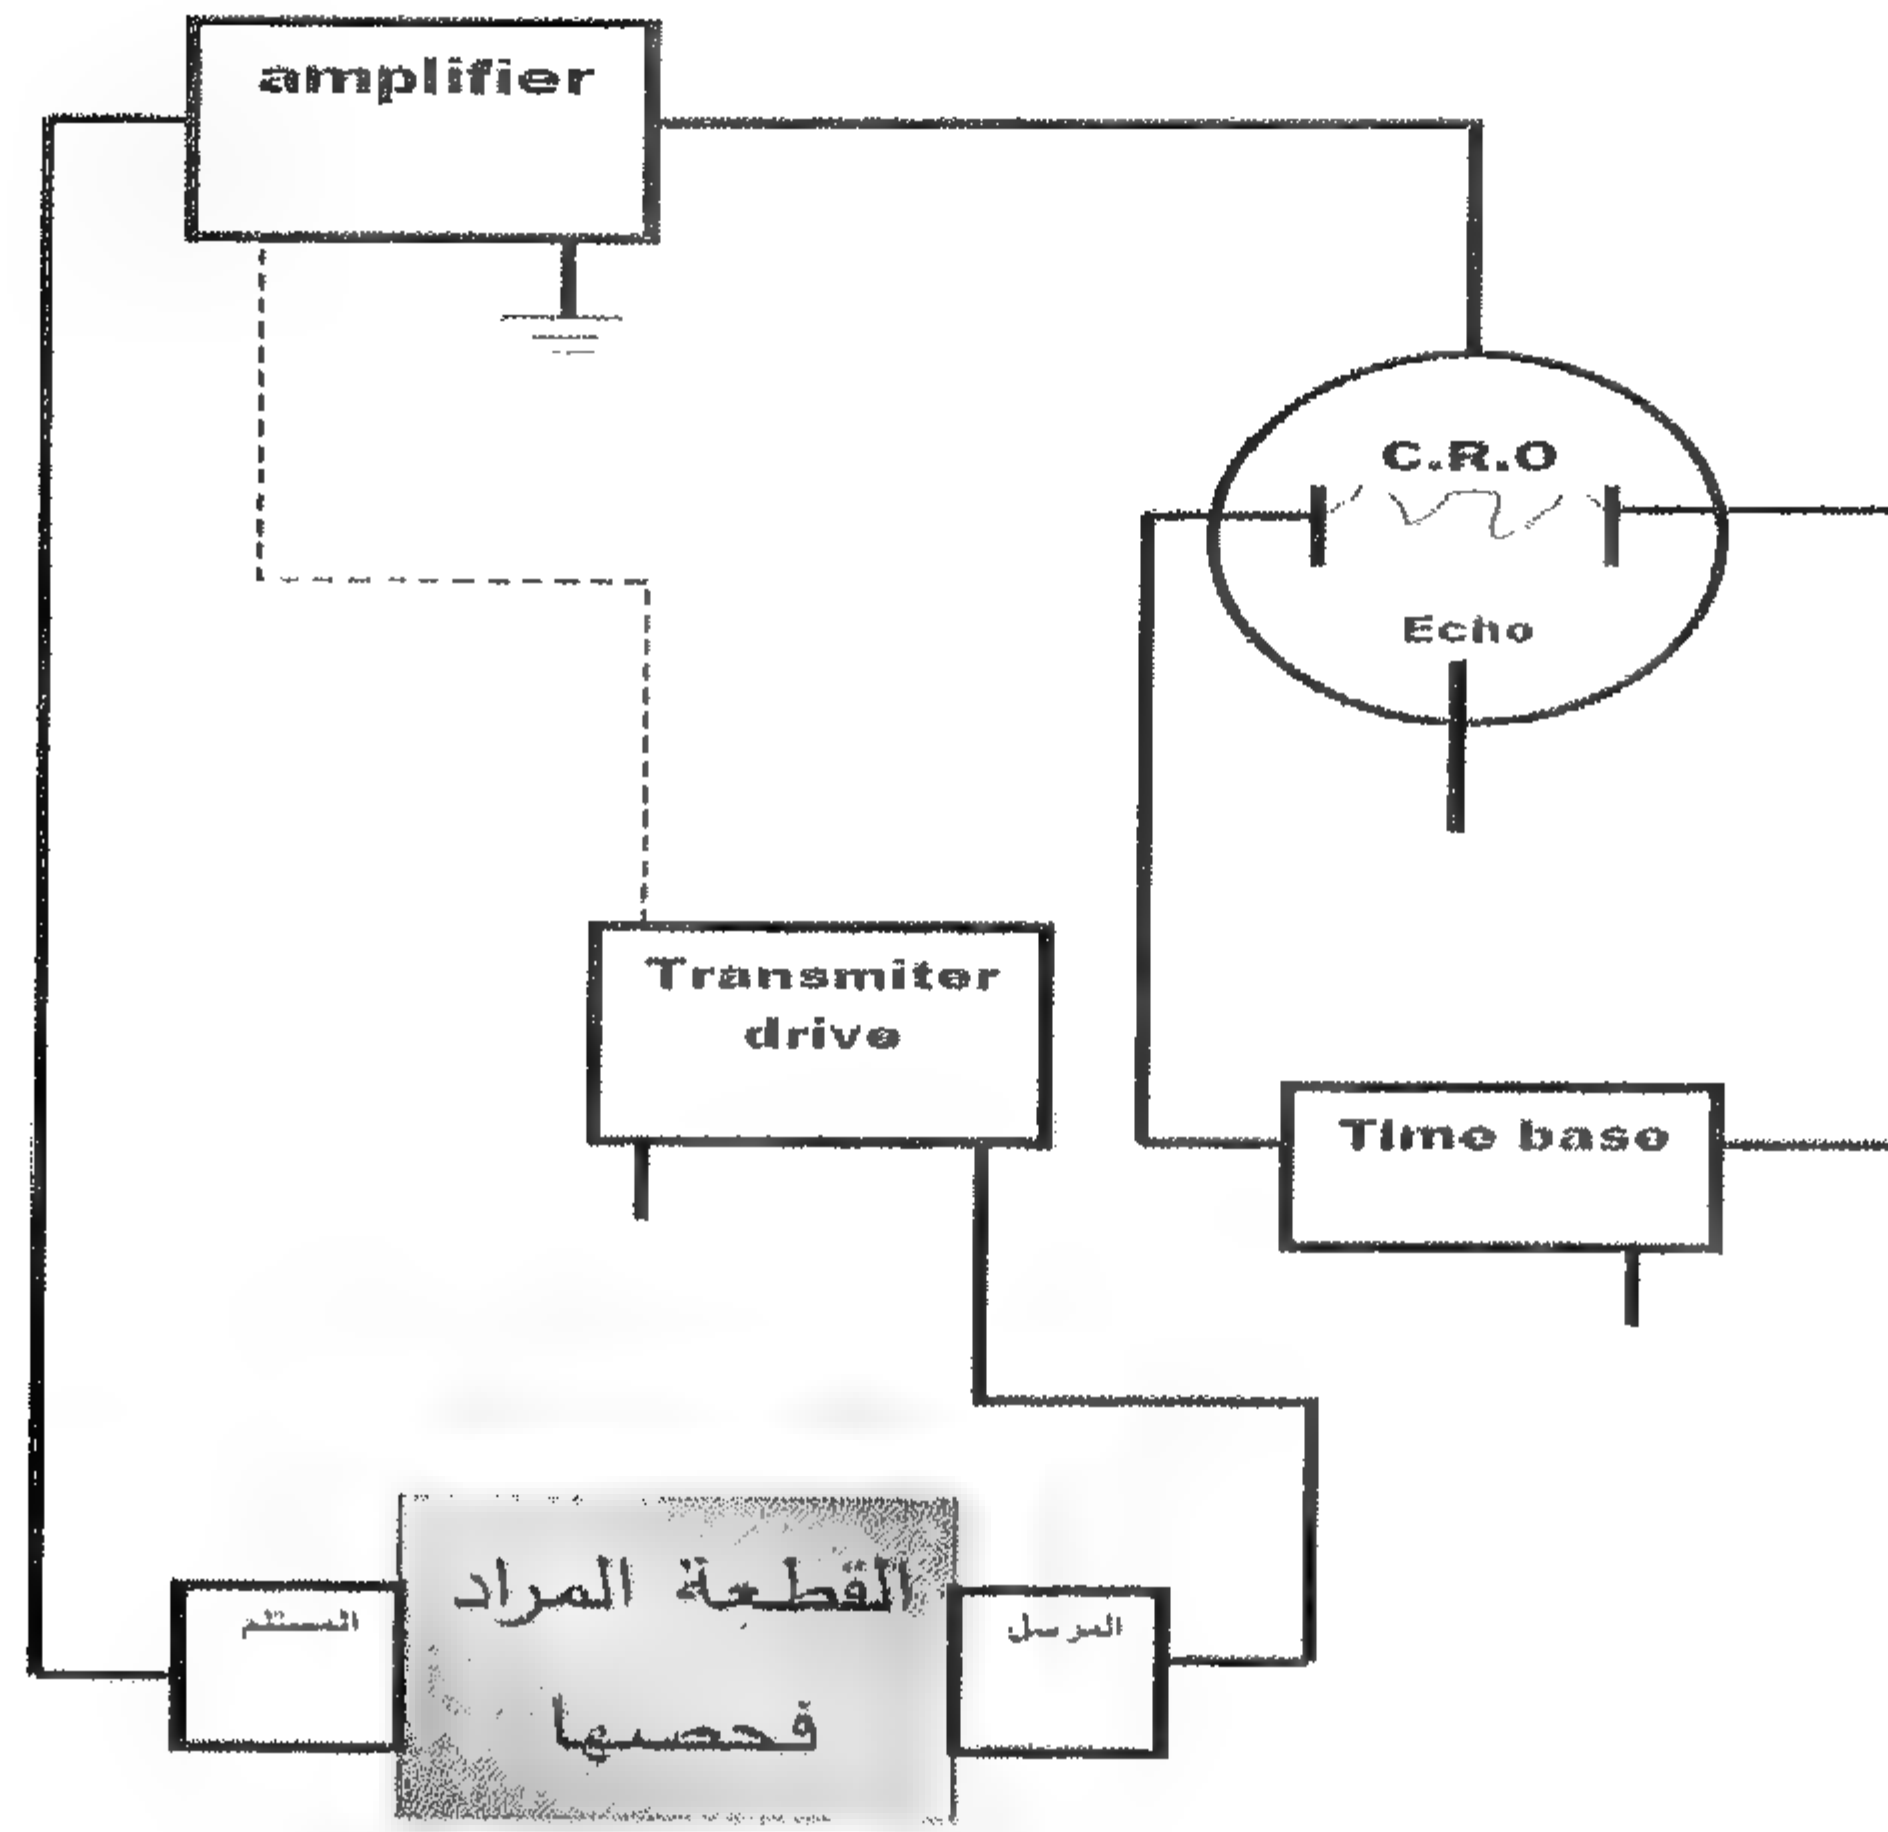 amplifier
C.R.O
Echo
Transmiter
drive
Time base
القطعة المراد
فحصها
المستلم
المرسل